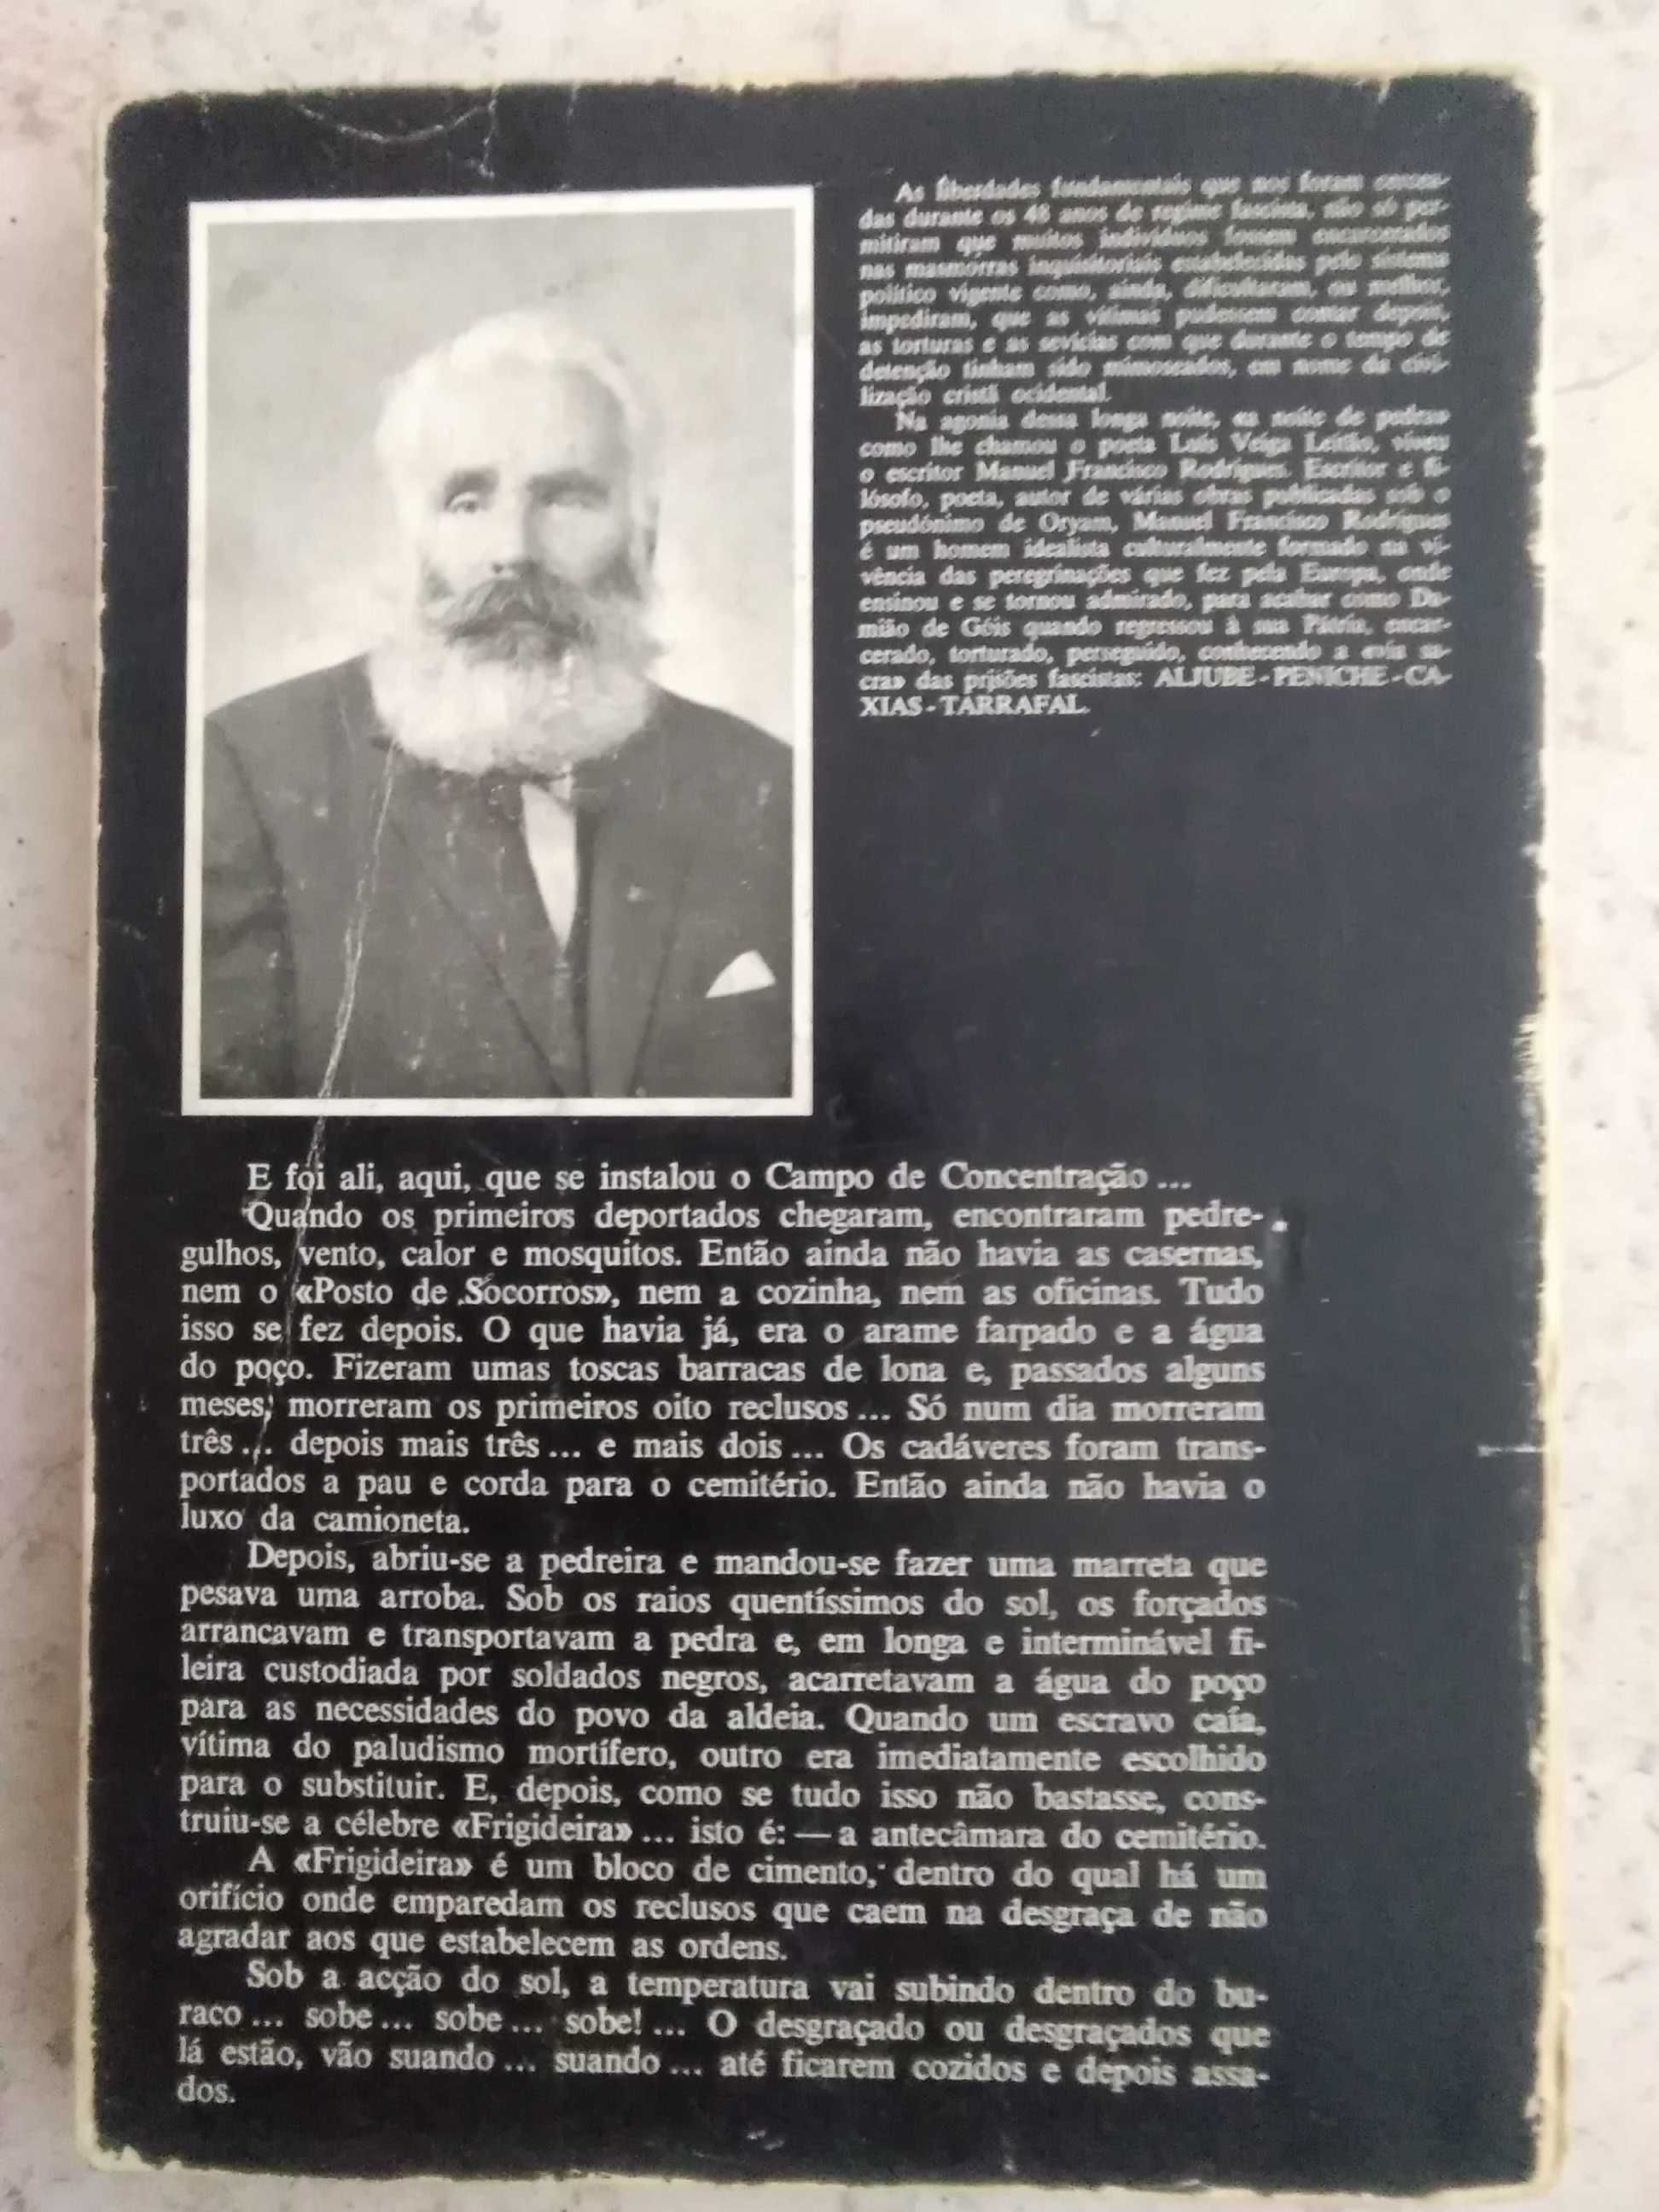 As liberdades fundamentais que nos foram cercea-
das durante os 48 anos de regime fascista, não só per-
mitiram que muitos indivíduos fossem encarcerados
nas masmorras inquisitoriais estabelecidas pelo sistema
político vigente como, ainda, dificultaram, ou melhor,
impediram, que as vítimas pudessem contar depois,
as torturas e as sevícias com que durante o tempo de
detenção tinham sido mimoseados, em nome da civi-
lização cristã ocidental.
Na agonia dessa longa noite, ou noite de pedra»
como lhe chamou o poeta Luís Veiga Leitão, viveu
o escritor Manuel Francisco Rodrigues. Escritor e fi-
lósofo, poeta, autor de várias obras publicadas sob o
pseudónimo de Oryam, Manuel Francisco Rodrigues
é um homem idealista culturalmente formado na vi-
vência das peregrinações que fez pela Europa, onde
ensinou e se tornou admirado, para acabar como Da-
mião de Góis quando regressou à sua Pátria, encar-
cerado, torturado, perseguido, conhecendo a «via sa-
cra» das prisões fascistas: ALJUBE-PENICHE-CA-
XIAS-TARRAFAL.
E foi ali, aqui, que se instalou o Campo de Concentração ...
Quando os primeiros deportados chegaram, encontraram pedre-
gulhos, vento, calor e mosquitos. Então ainda não havia as casernas,
nem o «Posto de Socorros», nem a cozinha, nem as oficinas. Tudo
isso se fez depois. O que havia já, era o arame farpado e a água
do poço. Fizeram umas toscas barracas de lona e, passados alguns
meses, morreram os primeiros oito reclusos ... Só num dia morreram
três ... depois mais três ... e mais dois ... Os cadáveres foram trans-
portados a pau e corda para o cemitério. Então ainda não havia o
luxo da camioneta.
Depois, abriu-se a pedreira e mandou-se fazer uma marreta que
pesava uma arroba. Sob os raios quentíssimos do sol, os forçados
arrancavam e transportavam a pedra e, em longa e interminável fi-
leira custodiada por soldados negros, acarretavam a água do poço
para as necessidades do povo da aldeia. Quando um escravo caía,
vítima do paludismo mortífero, outro era imediatamente escolhido
para o substituir. E, depois, como se tudo isso não bastasse, cons-
truiu-se a célebre «Frigideira» ... isto é: — a antecâmara do cemitério.
A «Frigideira» é um bloco de cimento, dentro do qual há um
orifício onde emparedam os reclusos que caem na desgraça de não
agradar aos que estabelecem as ordens.
Sob a acção do sol, a temperatura vai subindo dentro do bu-
raco ... sobe ... sobe ... sobe! ... O desgraçado ou desgraçados que
lá estão, vão suando ... suando ... até ficarem cozidos e depois assa-
dos.